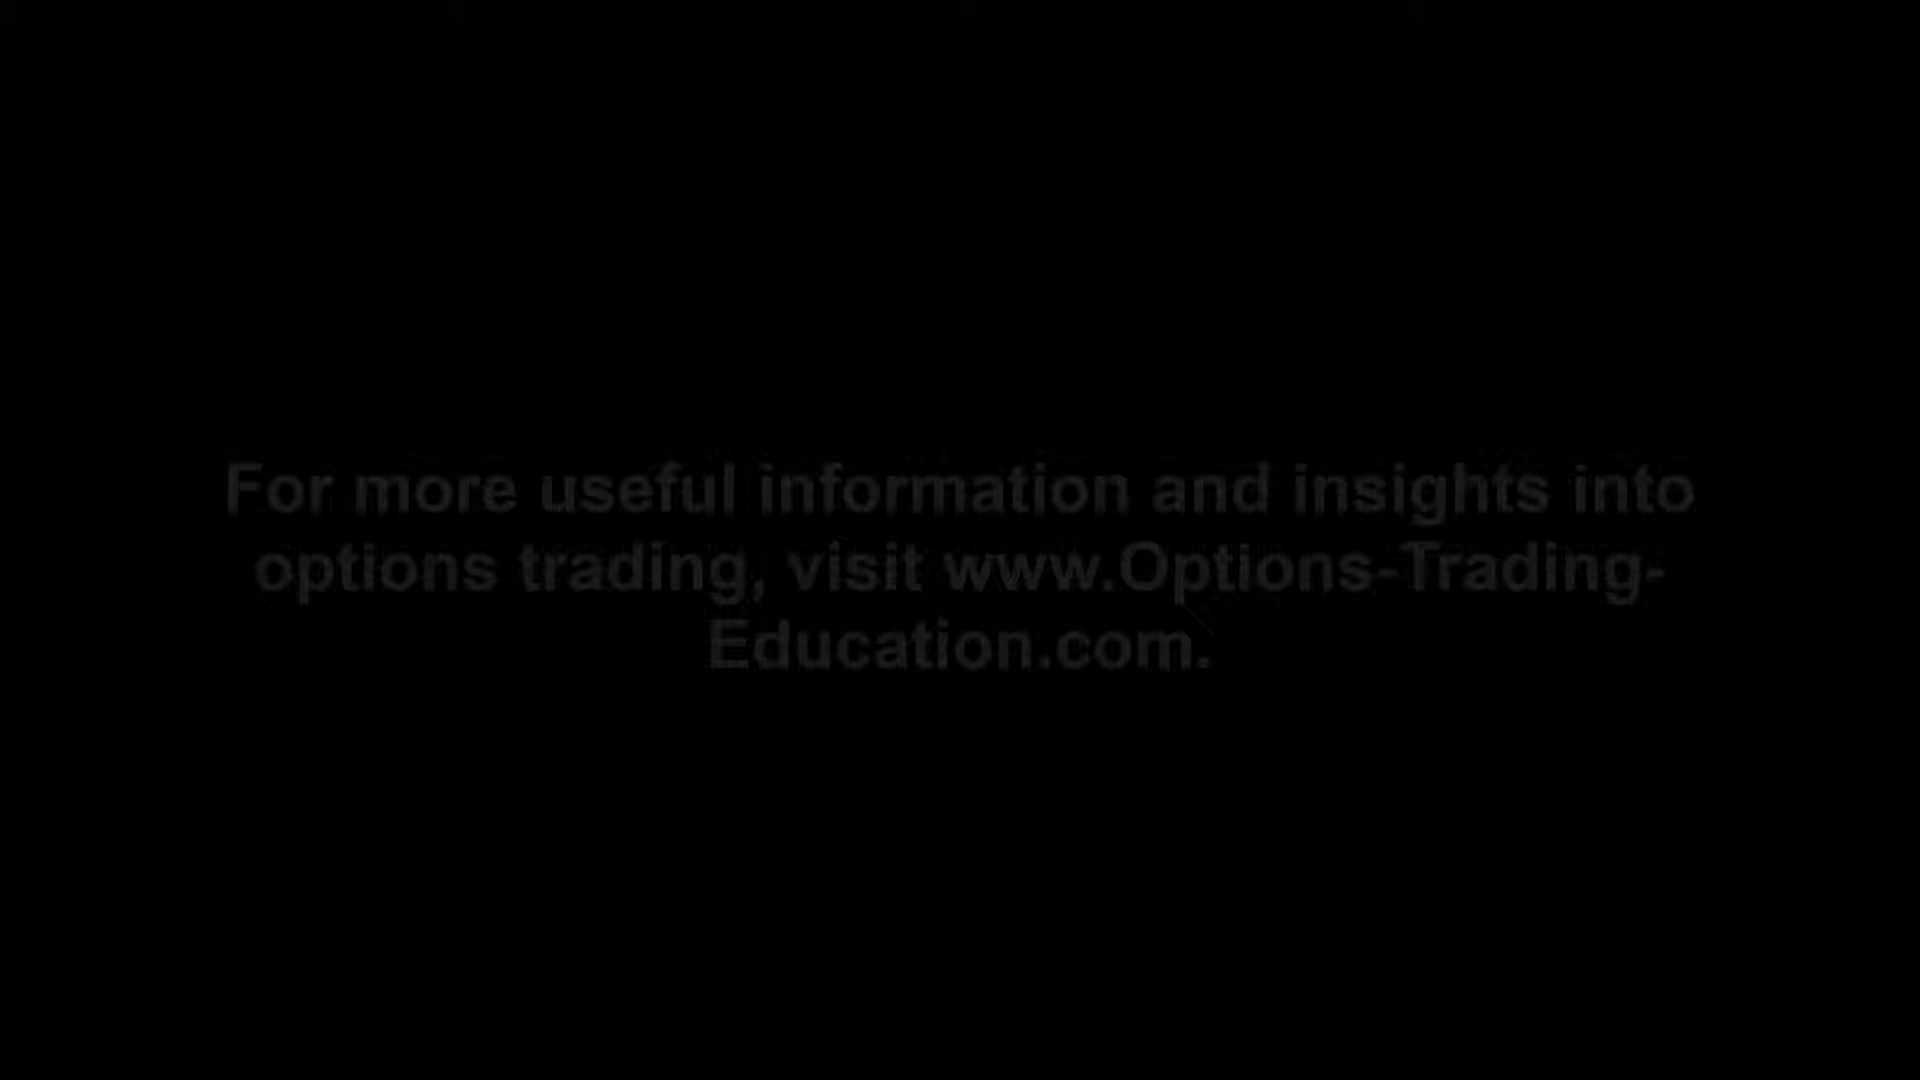 For more useful information and insights into
options trading, visit www.Options-Trading-
Education.com.